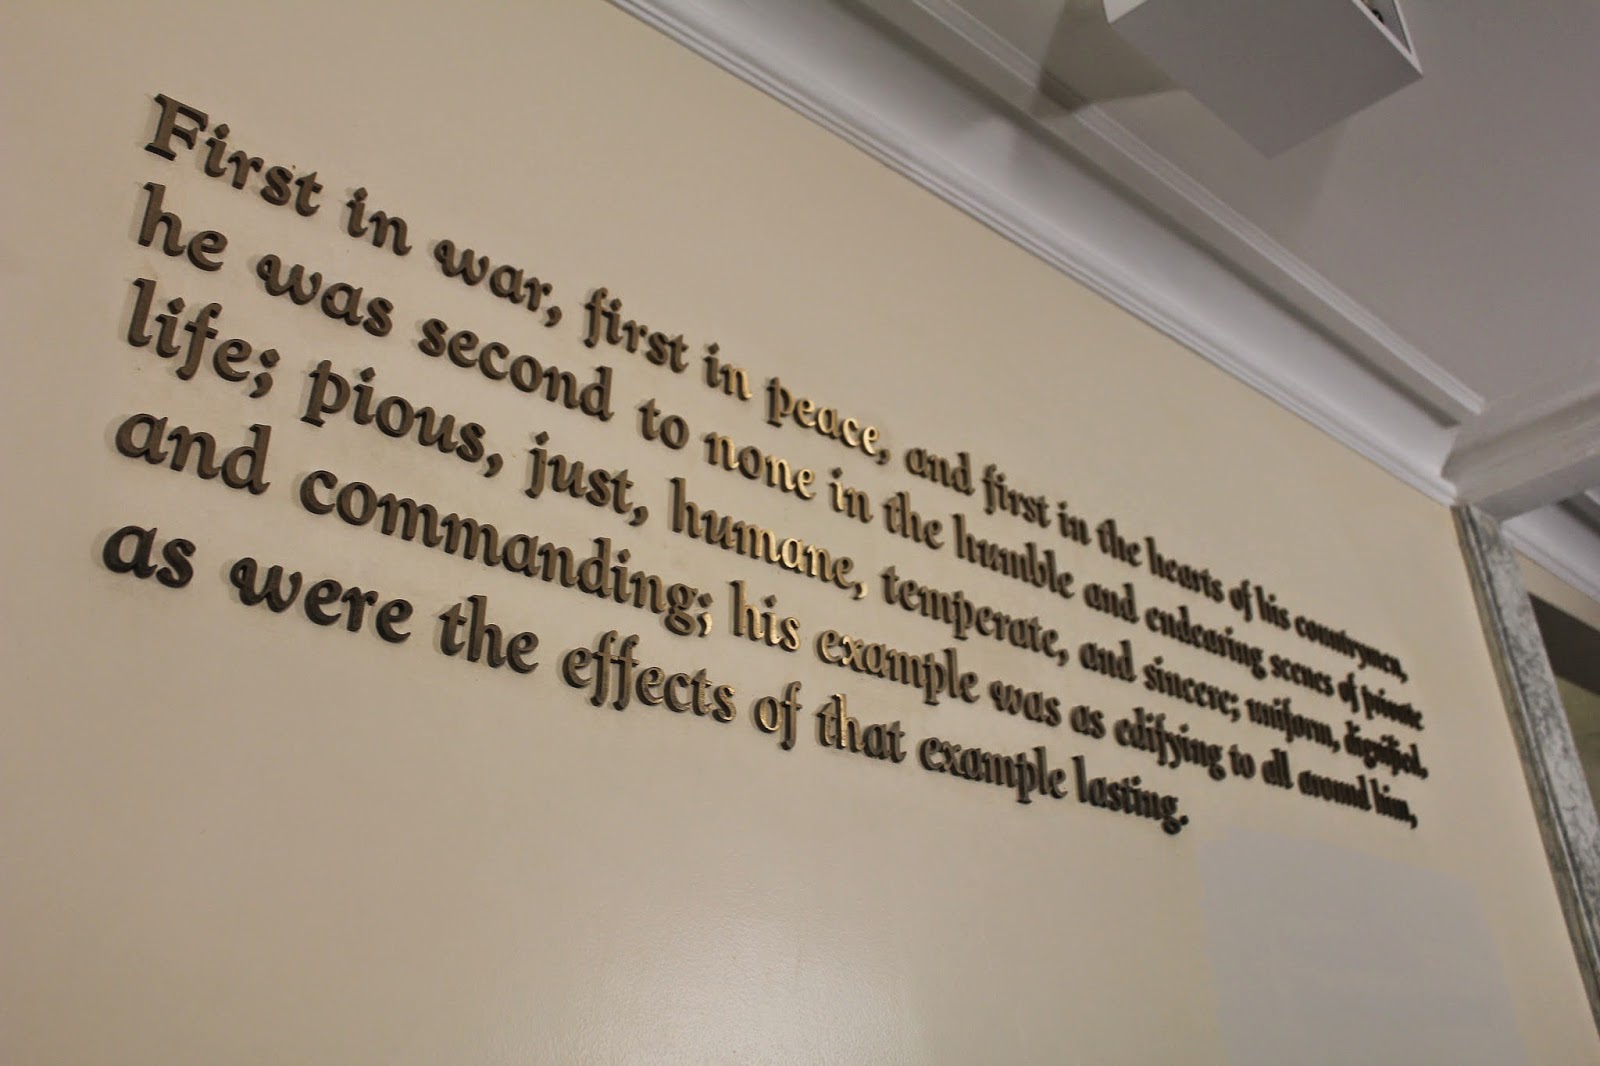 First in war, first in peace, and first in the hearts of his countrymen,
he was second to none in the humble and endearing scenes of private
life; pious, just, humane, temperate, and sincere; uniform, dignified,
and commanding; his example was as edifying to all around him,
as were the effects of that example lasting.